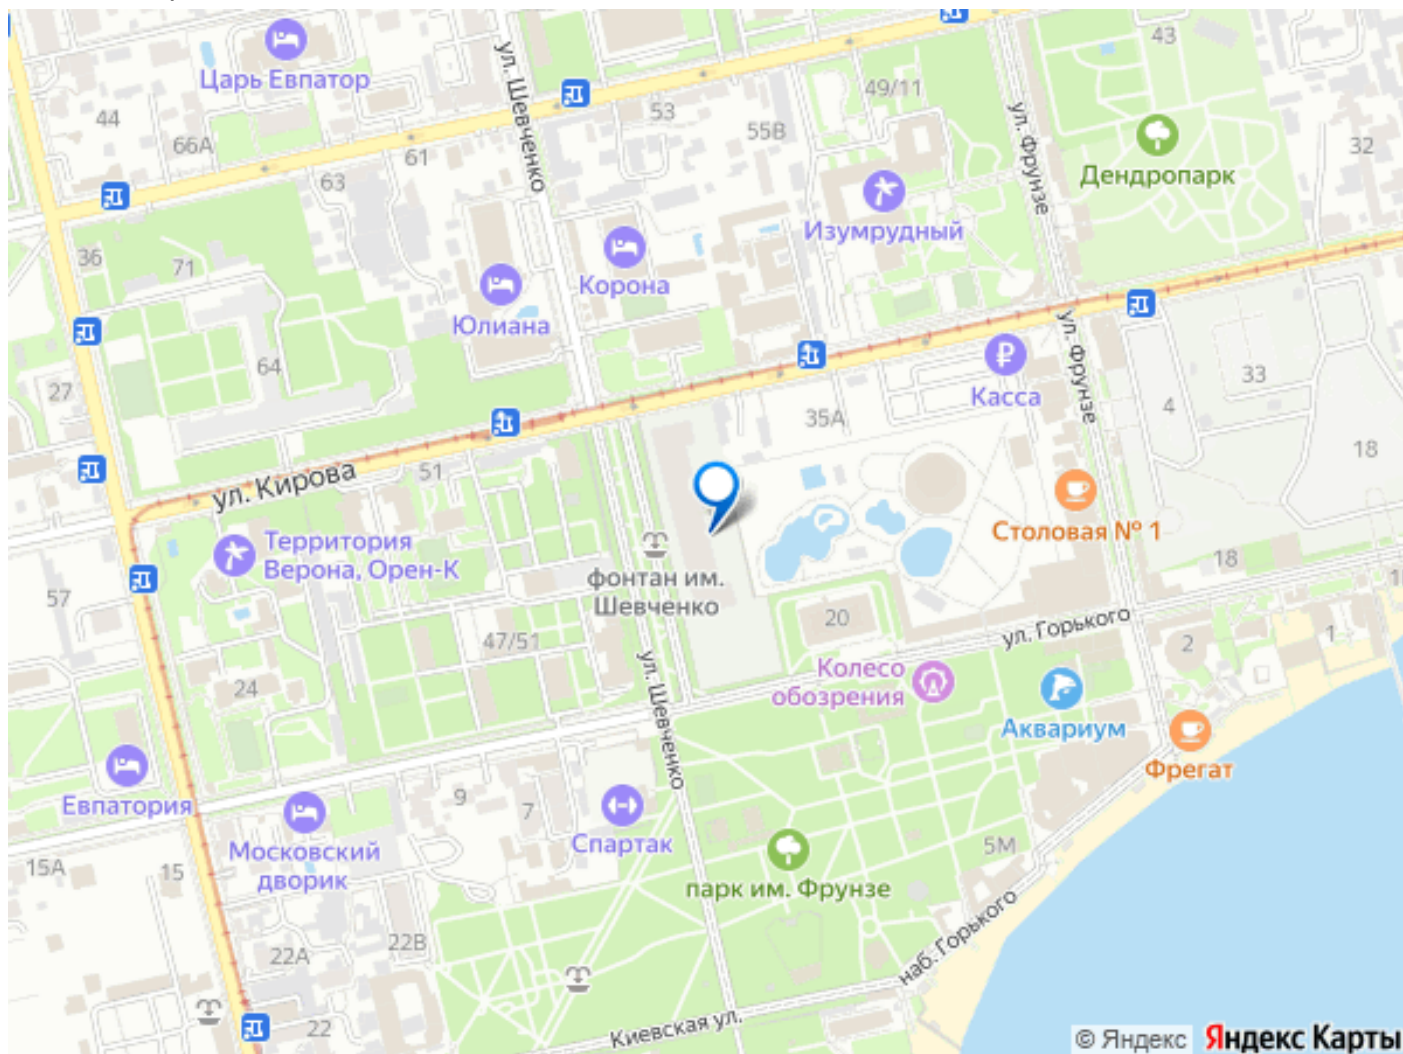 43
Царь Евпатор
ул. Шевченко
49/11
44
53
55В
ул. Фрунзе
66А
61
32
63
Дендропарк
Изумрудный
36
71
Корона
Юлиана
ул. Фрунзе
64
27
Касса
33
4
35А
51
18
ул. Кирова
Столовая № 1
Территория
Верона, Орен-К
фонтан им.
Шевченко
18
57
47/51
20
ул. Горького
2
1
Колесо
обозрения
24
ул. Шевченко
Аквариум
Фрегат
Евпатория
9
7
Спартак
Московский
дворик
15А
15
5М
парк им. Фрунзе
22В
22А
наб. Горького
22
Киевская ул.
© Яндекс Яндекс Карты